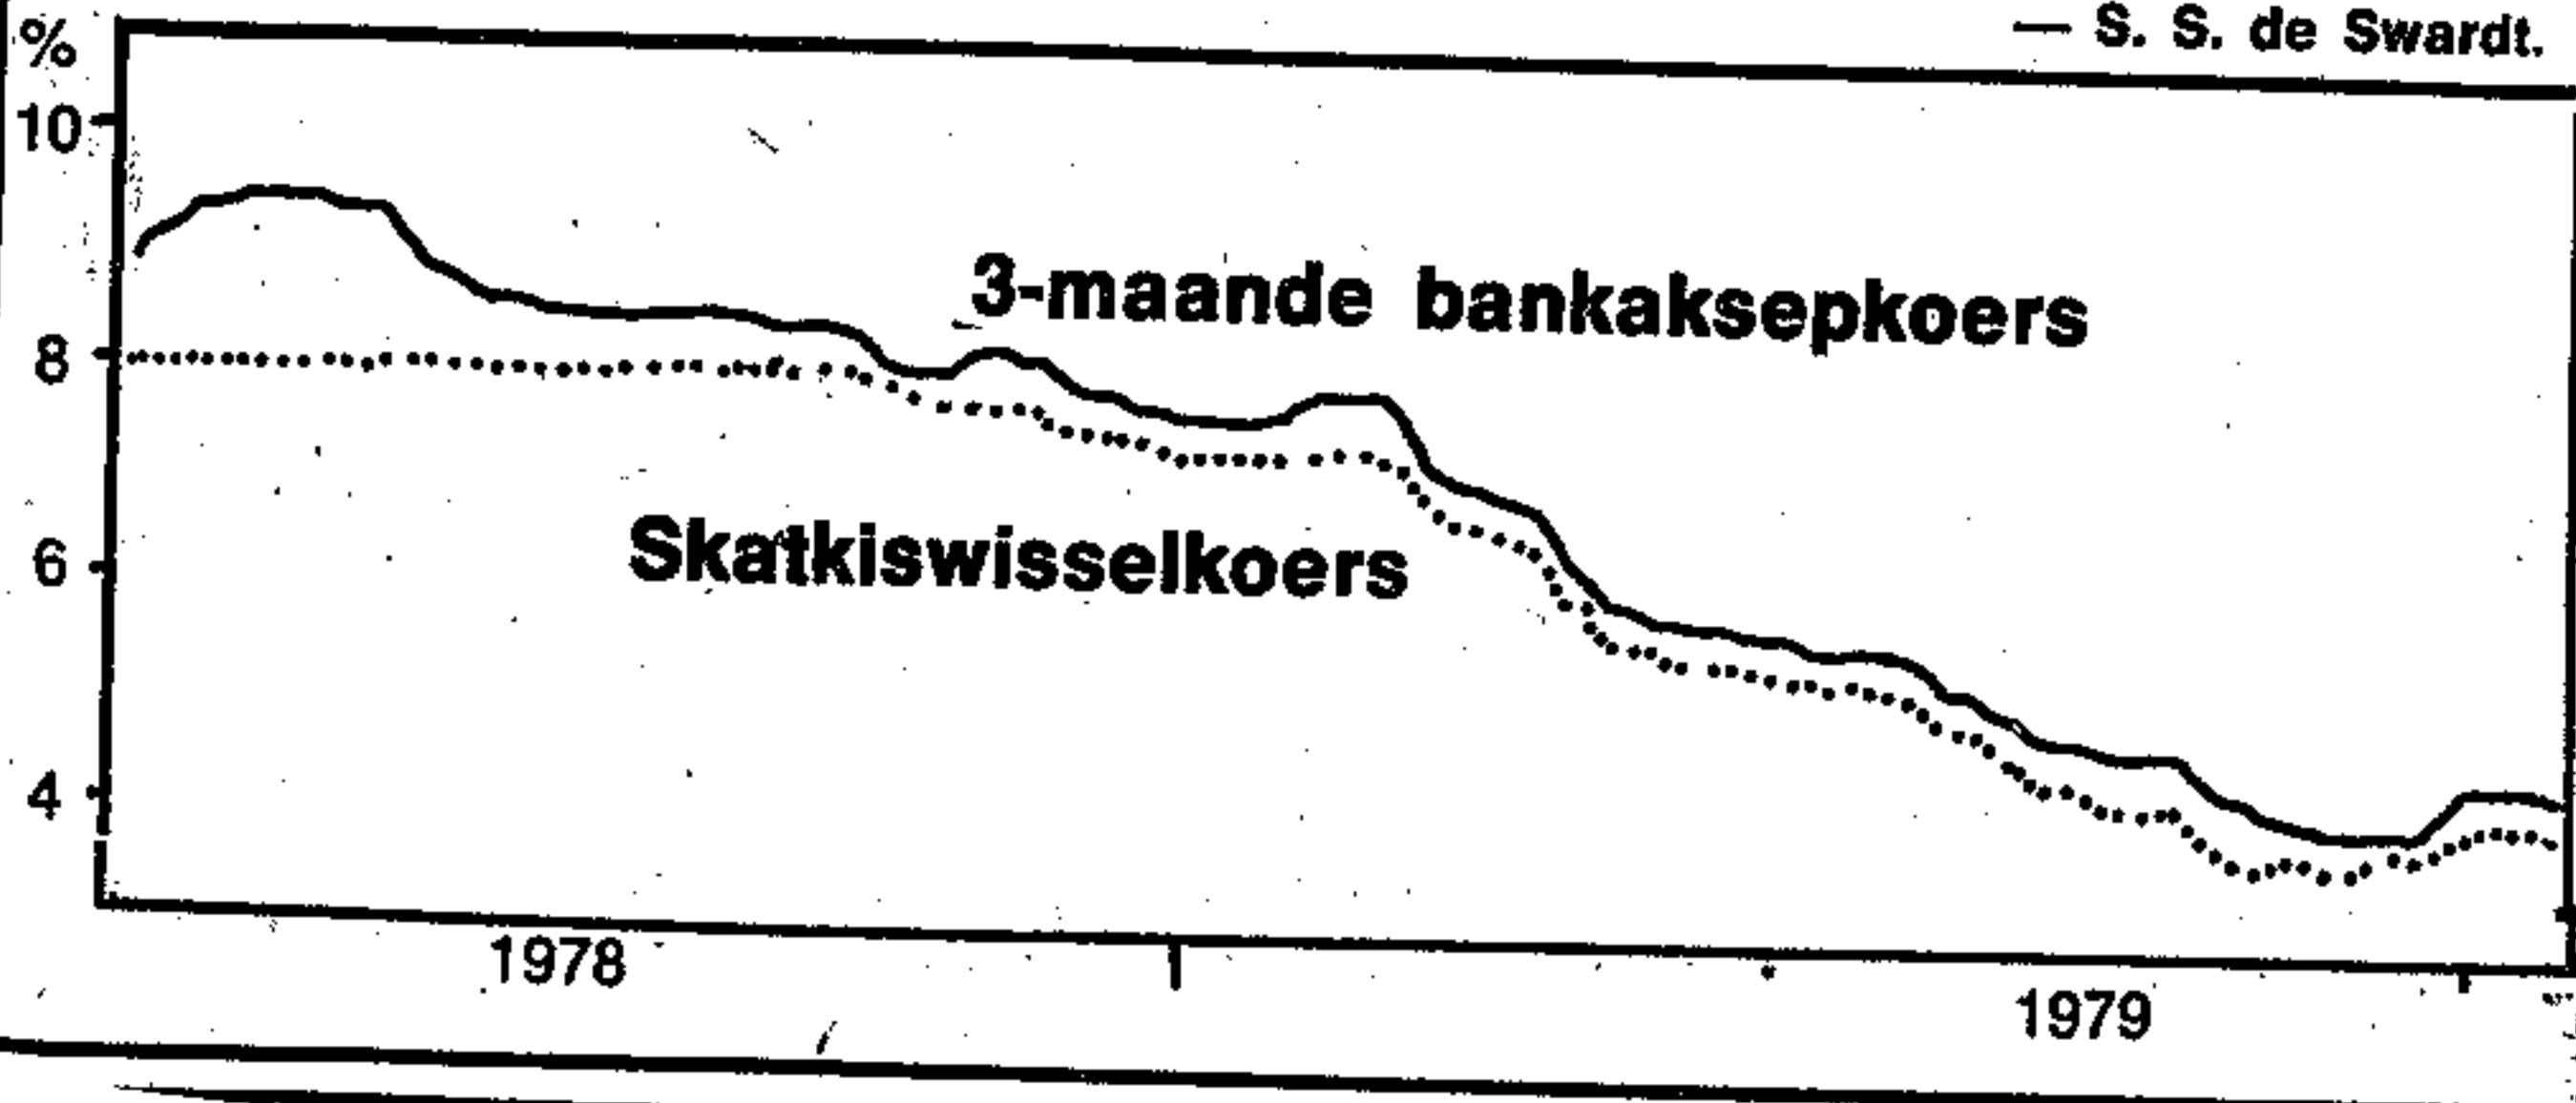 — S. S. de Swardt.
%
10
3-maande bankaksepkoers
8
Skatkiswisselkoers
6
4
1978
1979